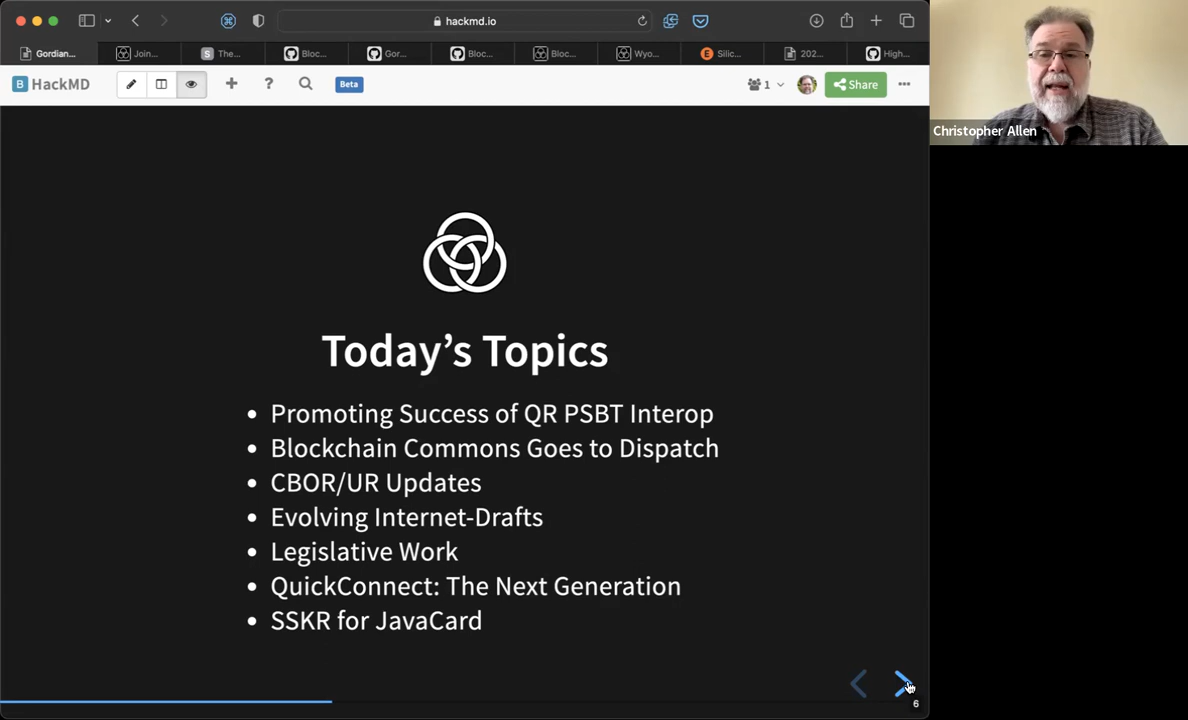 hackmd.io
Gordian...
Join...
The...
Bloc...
Gor...
Bloc...
Bloc...
Wyo...
Silic...
202...
High...
HackMD
Beta
1
Share
Christopher Allen
Today's Topics
Promoting Success of QR PSBT Interop
Blockchain Commons Goes to Dispatch
CBOR/UR Updates
Evolving Internet-Drafts
Legislative Work
QuickConnect: The Next Generation
SSKR for JavaCard
6